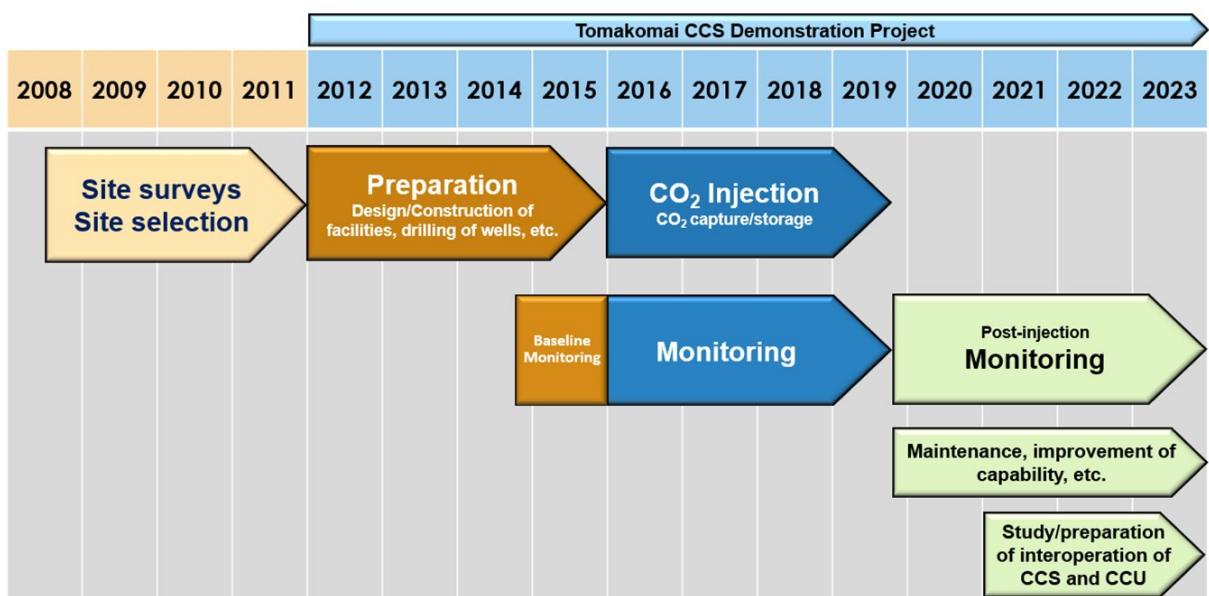 Tomakomai CCS Demonstration Project
2008 2009 2010 2011 2012 2013 2014 2015 2016 2017 2018 2019 2020 2021 2022 2023
Site surveys
Site selection
Preparation
Design/Construction of
facilities, drilling of wells, etc.
CO₂ Injection
CO₂ capture/storage
Baseline
Monitoring
Monitoring
Post-injection
Monitoring
Maintenance, improvement of
capability, etc.
Study/preparation
of interoperation of
CCS and CCU